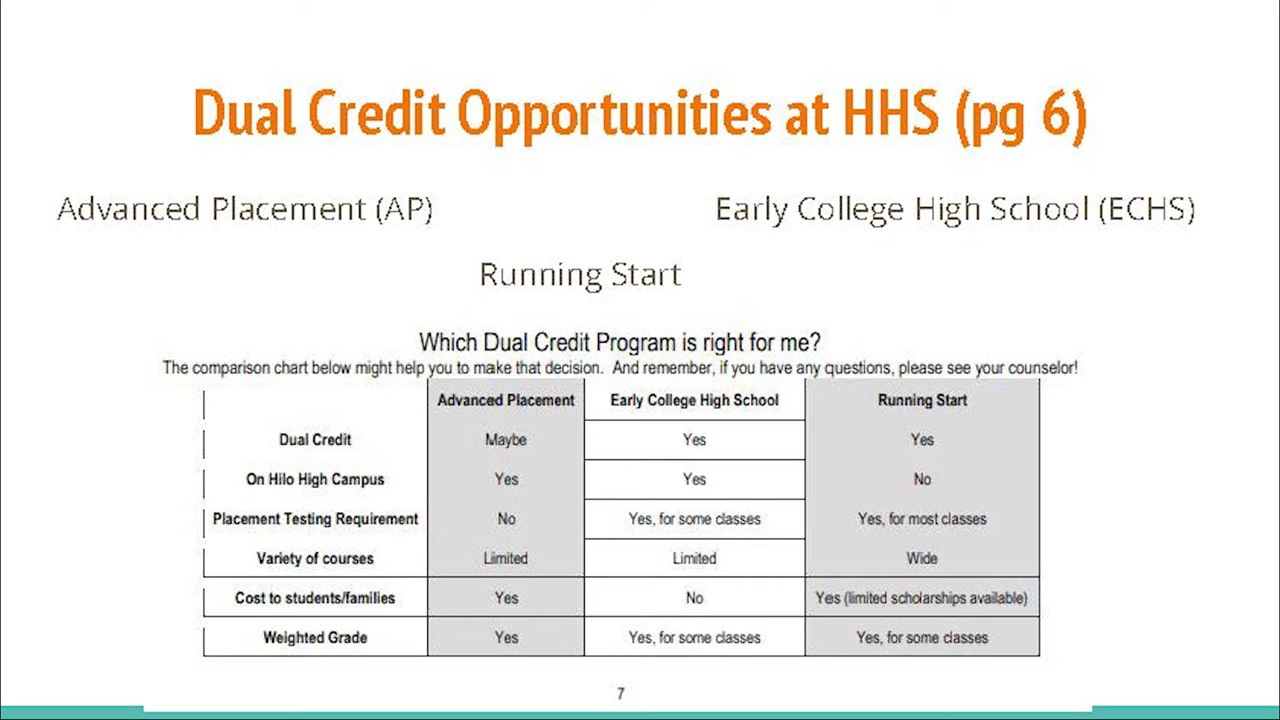 Dual Credit Opportunities at HHS (pg 6)
Advanced Placement (AP)
Early College High School (ECHS)
Running Start
Which Dual Credit Program is right for me?
The comparison chart below might help you to make that decision. And remember, if you have any questions, please see your counselor!
Advanced Placement Early College High School Running Start
Dual Credit Maybe Yes Yes
On Hilo High Campus Yes Yes No
Placement Testing Requirement No Yes, for some classes Yes, for most classes
Variety of courses Limited Limited Wide
Cost to students/families Yes No Yes (limited scholarships available)
Weighted Grade Yes Yes, for some classes Yes, for some classes
7